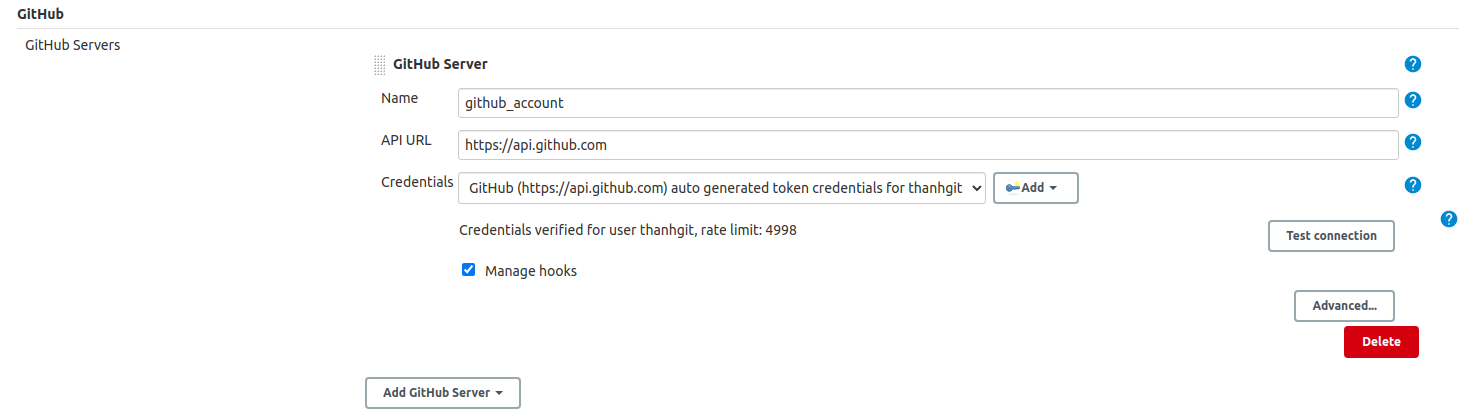 GitHub
GitHub Servers
GitHub Server
?
Name
github_account
?
API URL
https://api.github.com
?
Credentials
GitHub (https://api.github.com) auto generated token credentials for thanhgit
Add
?
?
Credentials verified for user thanhgit, rate limit: 4998
Test connection
Manage hooks
Advanced...
Delete
Add GitHub Server